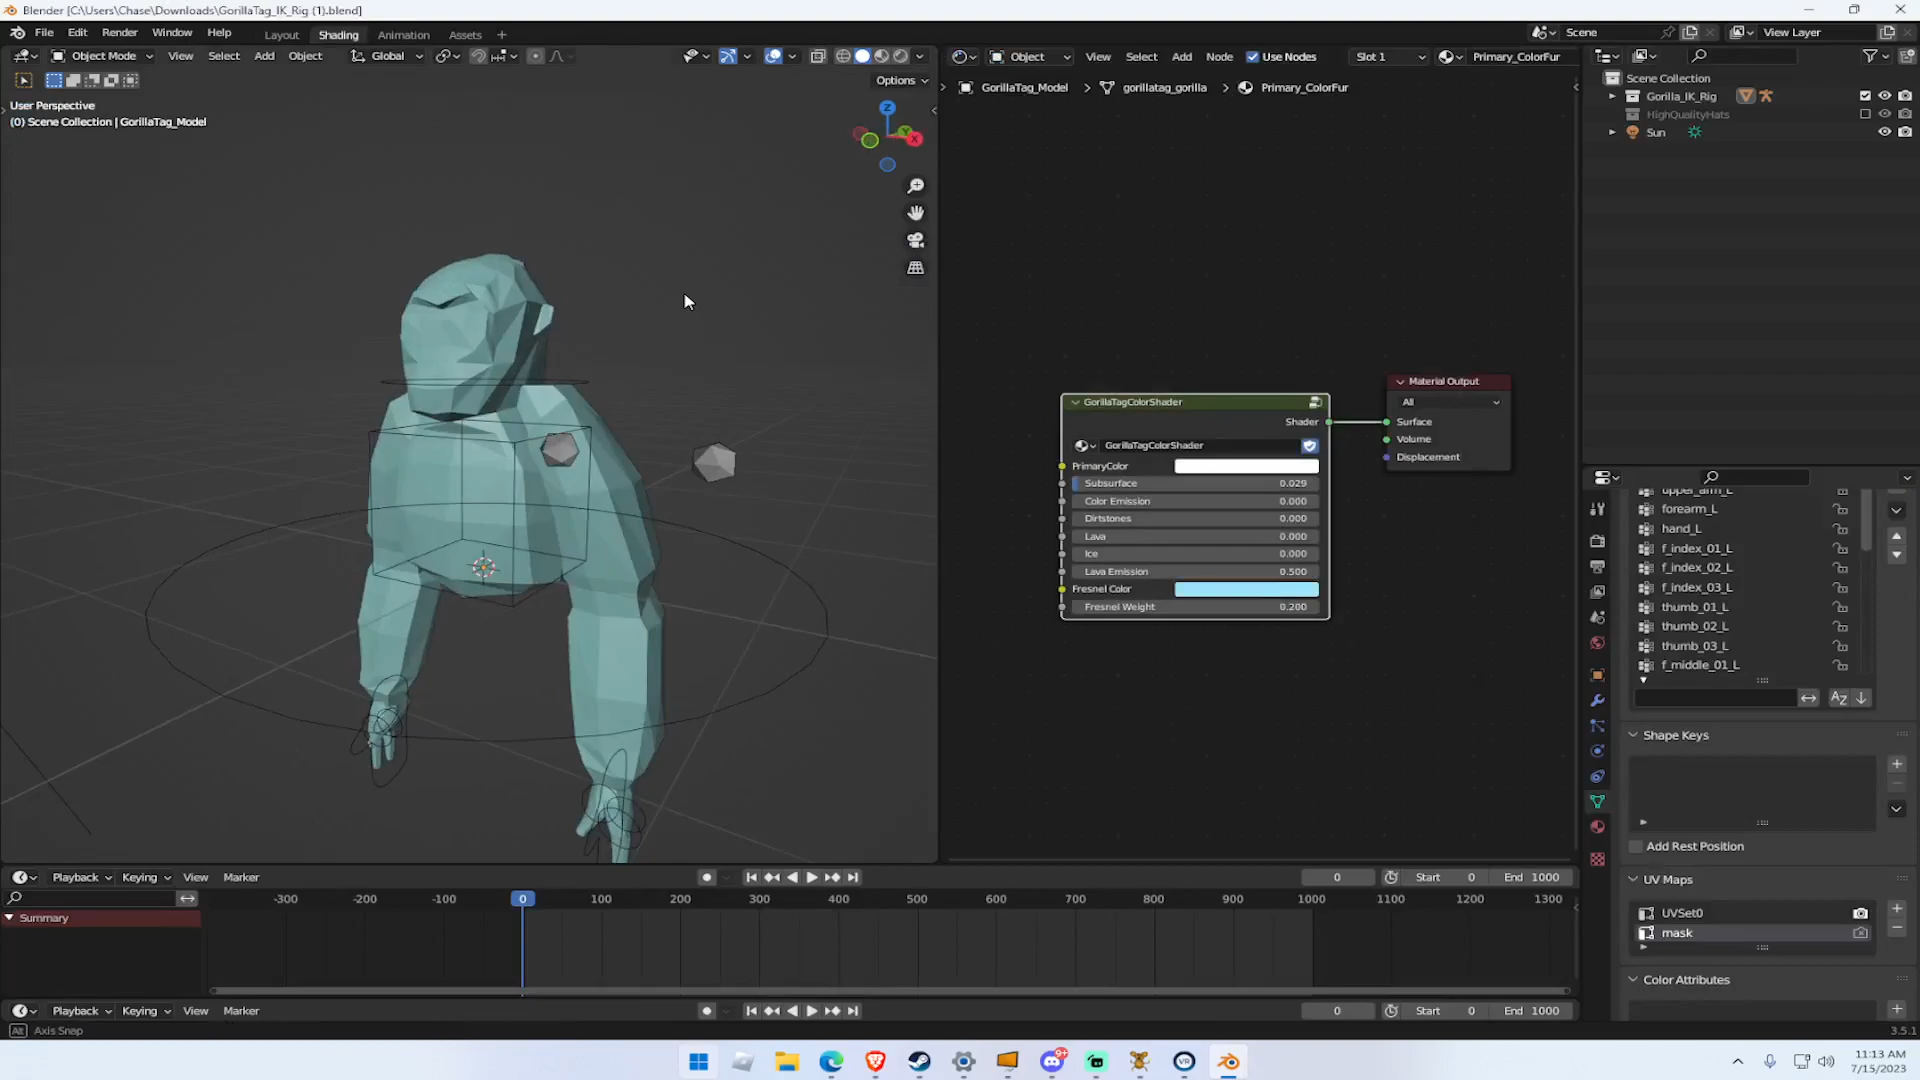 Blender [C:\Users\Chase\Downloads\GorillaTag_IK_Rig (1).blend]
File Edit Render Window Help Layout Shading Animation Assets + Scene View Layer
Object Mode View Select Add Object Global Object View Select Add Node Use Nodes Slot 1 Primary_ColorFur
Options
User Perspective
(0) Scene Collection | GorillaTag_Model
Z
Y
X
GorillaTag_Model > gorillatag_gorilla > Primary_ColorFur
Scene Collection
Gorilla_IK_Rig
HighQualityHats
Sun
GorillaTagColorShader
Shader
GorillaTagColorShader
PrimaryColor
Subsurface 0.029
Color Emission 0.000
Dirtstones 0.000
Lava 0.000
Ice 0.000
Lava Emission 0.500
Fresnel Color
Fresnel Weight 0.200
Material Output
All
Surface
Volume
Displacement
upper_arm_L
forearm_L
hand_L
f_index_01_L
f_index_02_L
f_index_03_L
thumb_01_L
thumb_02_L
thumb_03_L
f_middle_01_L
Shape Keys
Add Rest Position
UV Maps
UVSet0
mask
Color Attributes
Playback Keying View Marker 0 Start 0 End 1000
-300 -200 -100 0 100 200 300 400 500 600 700 800 900 1000 1100 1200 1300
Summary
Playback Keying View Marker 0 Start 0 End 1000
Alt Axis Snap
3.5.1
9+
11:13 AM
7/15/2023